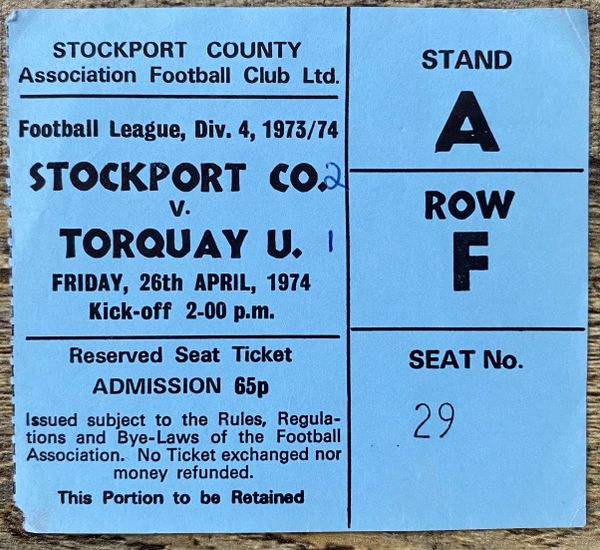 STOCKPORT COUNTY
Association Football Club Ltd.
Football League, Div. 4, 1973/74
STOCKPORT CO. 2
V.
TORQUAY U. 1
FRIDAY, 26th APRIL, 1974
Kick-off 2-00 p.m.
Reserved Seat Ticket
ADMISSION 65p
Issued subject to the Rules, Regula-
tions and Bye-Laws of the Football
Association. No Ticket exchanged nor
money refunded.
This Portion to be Retained
STAND
A
ROW
F
SEAT No.
29